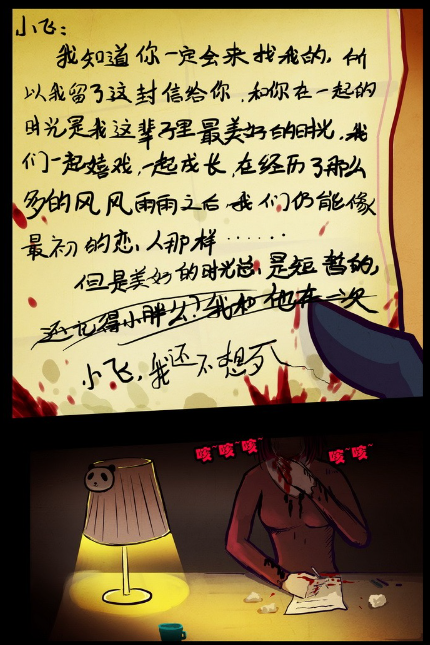 小飞：
我知道你一定会来找我的，所
以我留了这封信给你，和你在一起的
时光是我这辈子里最美好的时光，我
们一起嬉戏，一起成长，在经历了那么
多的风风雨雨之后我们仍能像
最初的恋人那样……
但是美好的时光总是短暂的，
还记得小胖么？我和他在一次
小飞，我还不想死
咳咳咳
咳咳